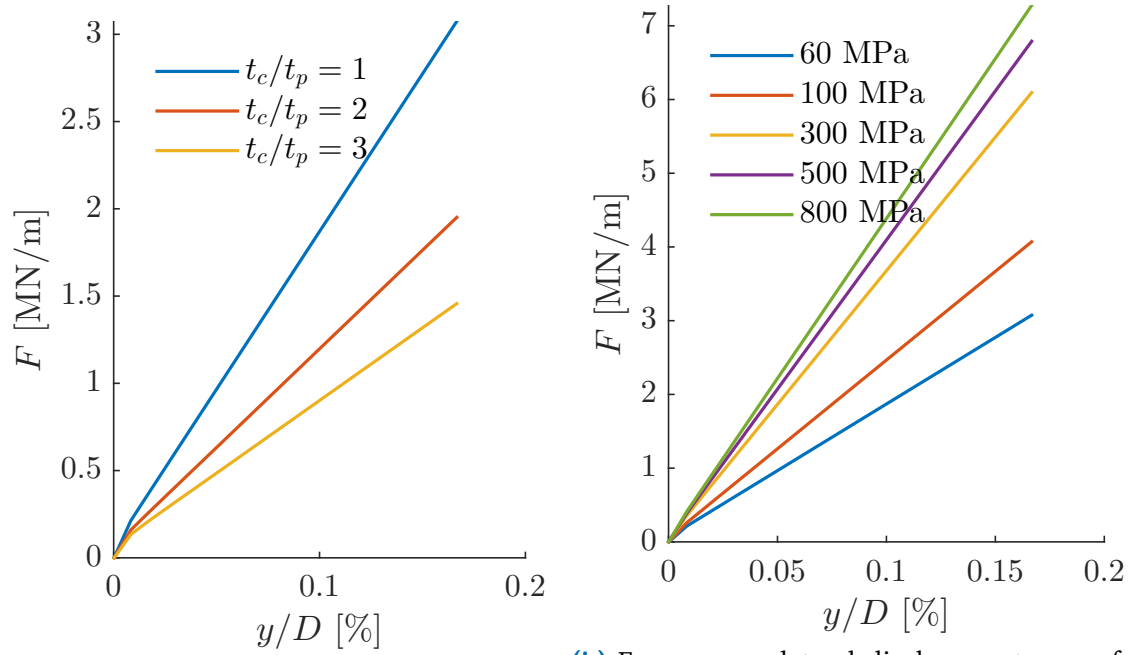 3
2.5
2
1.5
1
0.5
0
0
0.1
0.2
F [MN/m]
y/D [%]
t_c/t_p = 1
t_c/t_p = 2
t_c/t_p = 3
7
6
5
4
3
2
1
0
0
0.05
0.1
0.15
0.2
F [MN/m]
y/D [%]
60 MPa
100 MPa
300 MPa
500 MPa
800 MPa